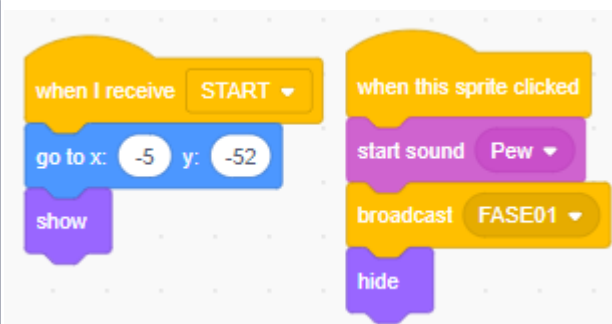 when I receive START
go to x: -5 y: -52
show
when this sprite clicked
start sound Pew
broadcast FASE01
hide